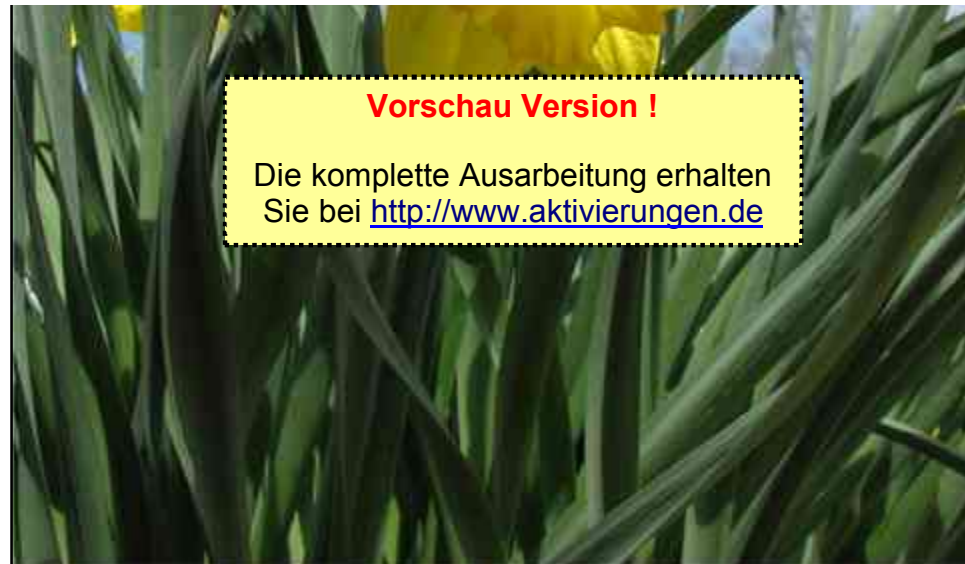 Vorschau Version !
Die komplette Ausarbeitung erhalten
Sie bei http://www.aktivierungen.de